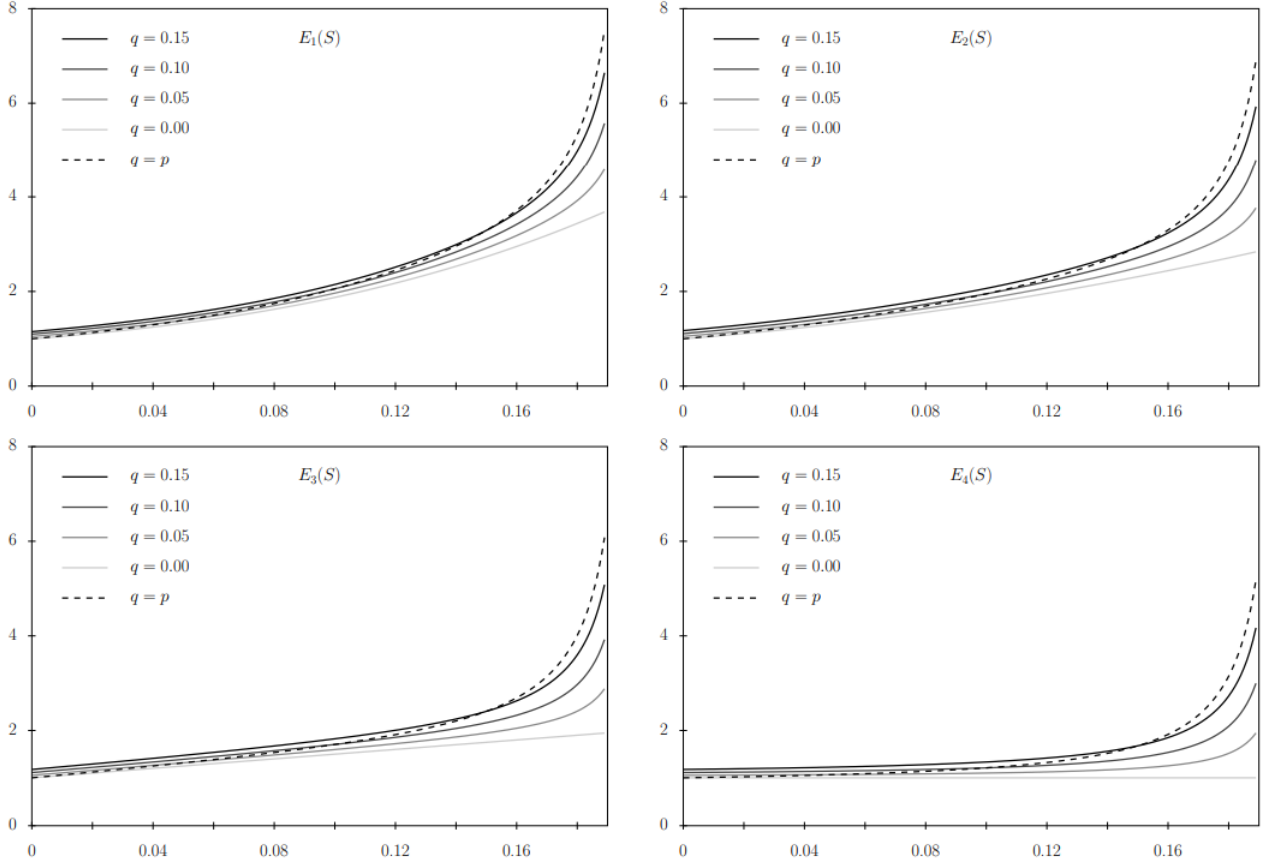 8
6
4
2
0
q = 0.15
q = 0.10
q = 0.05
q = 0.00
q = p
E₁(S)
0 0.04 0.08 0.12 0.16
8
6
4
2
0
q = 0.15
q = 0.10
q = 0.05
q = 0.00
q = p
E₂(S)
0 0.04 0.08 0.12 0.16
8
6
4
2
0
q = 0.15
q = 0.10
q = 0.05
q = 0.00
q = p
E₃(S)
0 0.04 0.08 0.12 0.16
8
6
4
2
0
q = 0.15
q = 0.10
q = 0.05
q = 0.00
q = p
E₄(S)
0 0.04 0.08 0.12 0.16